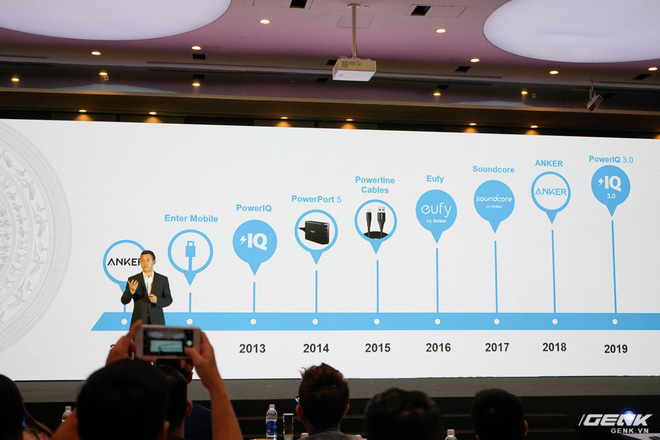 ANKER
Enter Mobile
PowerIQ
IQ
PowerPort 5
Powerline
Cables
Eufy
eufy
by Anker
Soundcore
soundcore
by Anker
ANKER
ANKER
PowerIQ 3.0
IQ
3.0
2013
2014
2015
2016
2017
2018
2019
GENK
GENK.VN